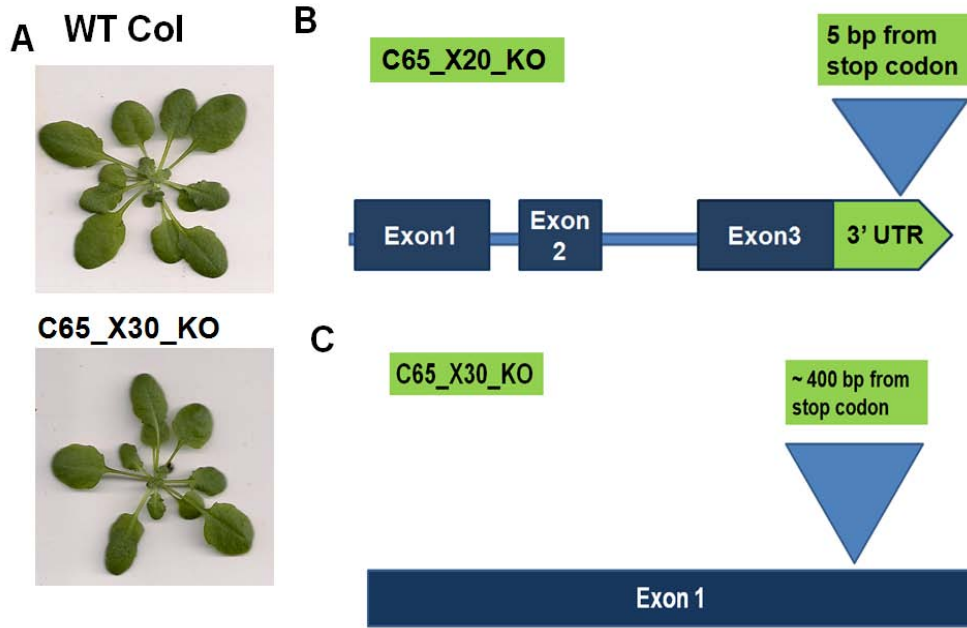 A
WT Col
C65_X30_KO
B
C65_X20_KO
5 bp from
stop codon
Exon1
Exon
2
Exon3
3' UTR
C
C65_X30_KO
~ 400 bp from
stop codon
Exon 1